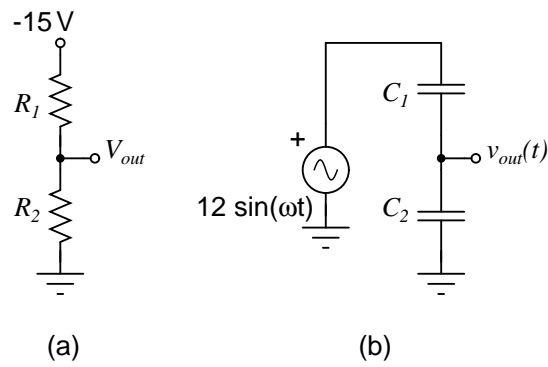 -15 V
R1
Vout
R2
(a)
+
12 sin(ωt)
C1
vout(t)
C2
(b)